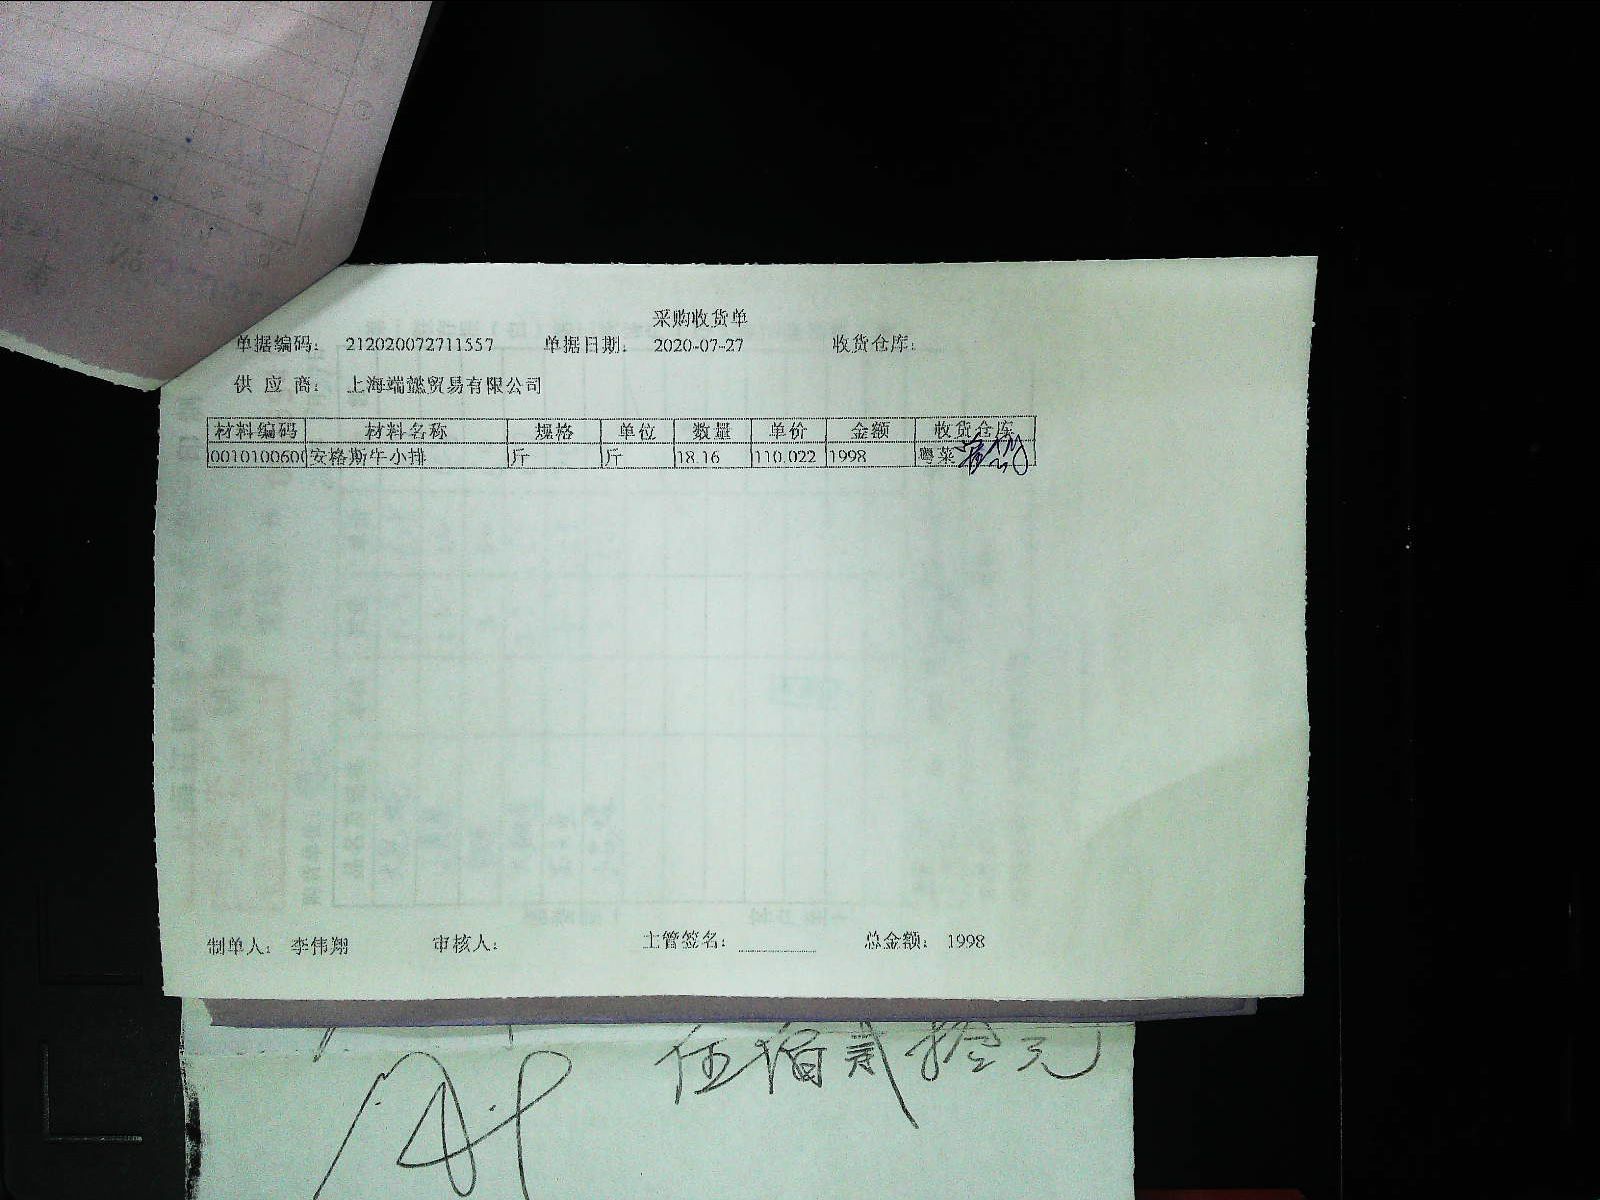 采购收货单
单据编码： 212020072711557 单据日期： 2020-07-27 收货仓库：
供 应 商： 上海端懿贸易有限公司
材料编码 材料名称 规格 单位 数量 单价 金额 收货仓库
0010100600 安格斯牛小排 斤 斤 18.16 110.022 1998 粤菜
制单人： 李伟翔 审核人： 主管签名： 总金额： 1998
伍佰贰拾元